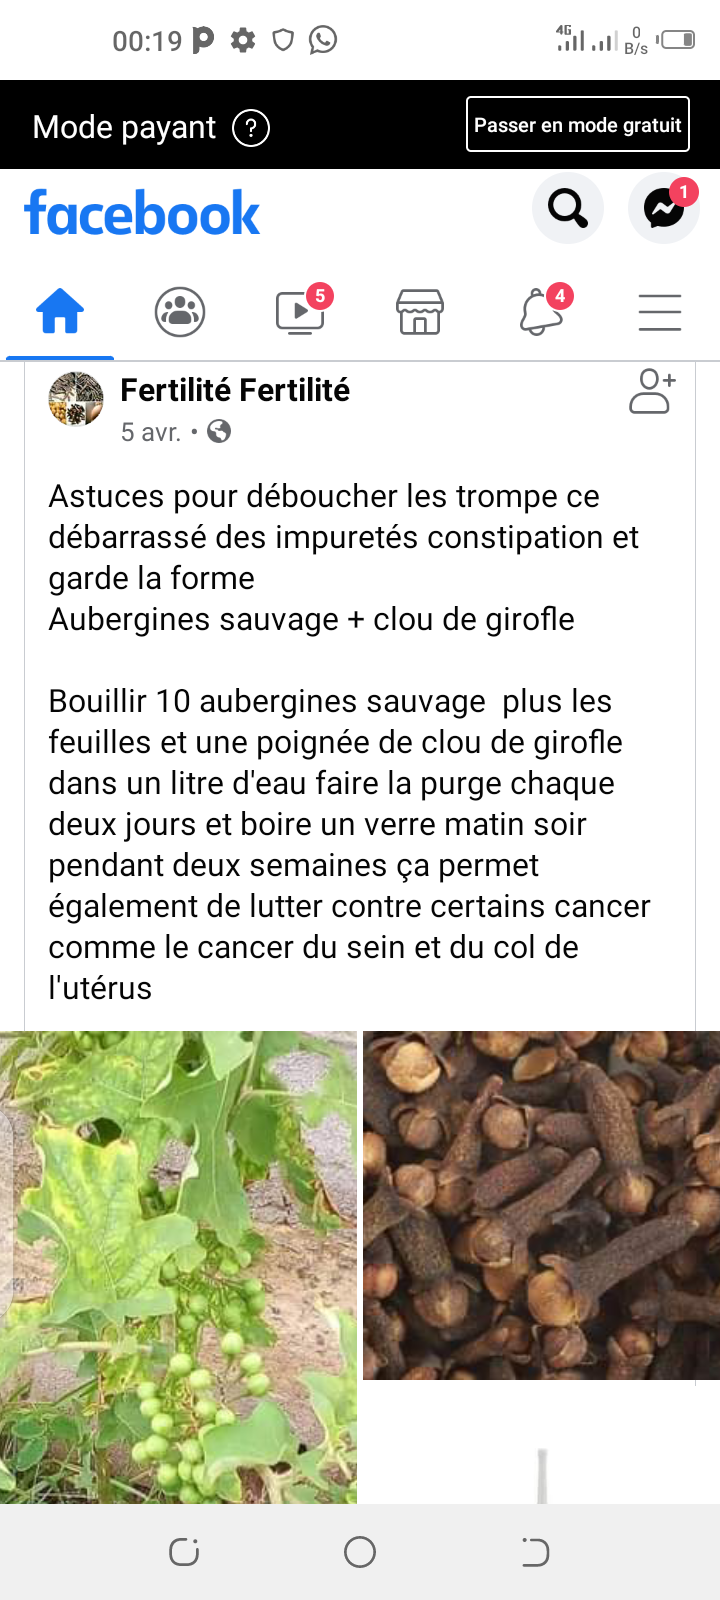 00:19
4G
0
B/s
Mode payant ?
Passer en mode gratuit
facebook
1
5
4
Fertilité Fertilité
5 avr. •
Astuces pour déboucher les trompe ce
débarrassé des impuretés constipation et
garde la forme
Aubergines sauvage + clou de girofle
Bouillir 10 aubergines sauvage  plus les
feuilles et une poignée de clou de girofle
dans un litre d'eau faire la purge chaque
deux jours et boire un verre matin soir
pendant deux semaines ça permet
également de lutter contre certains cancer
comme le cancer du sein et du col de
l'utérus